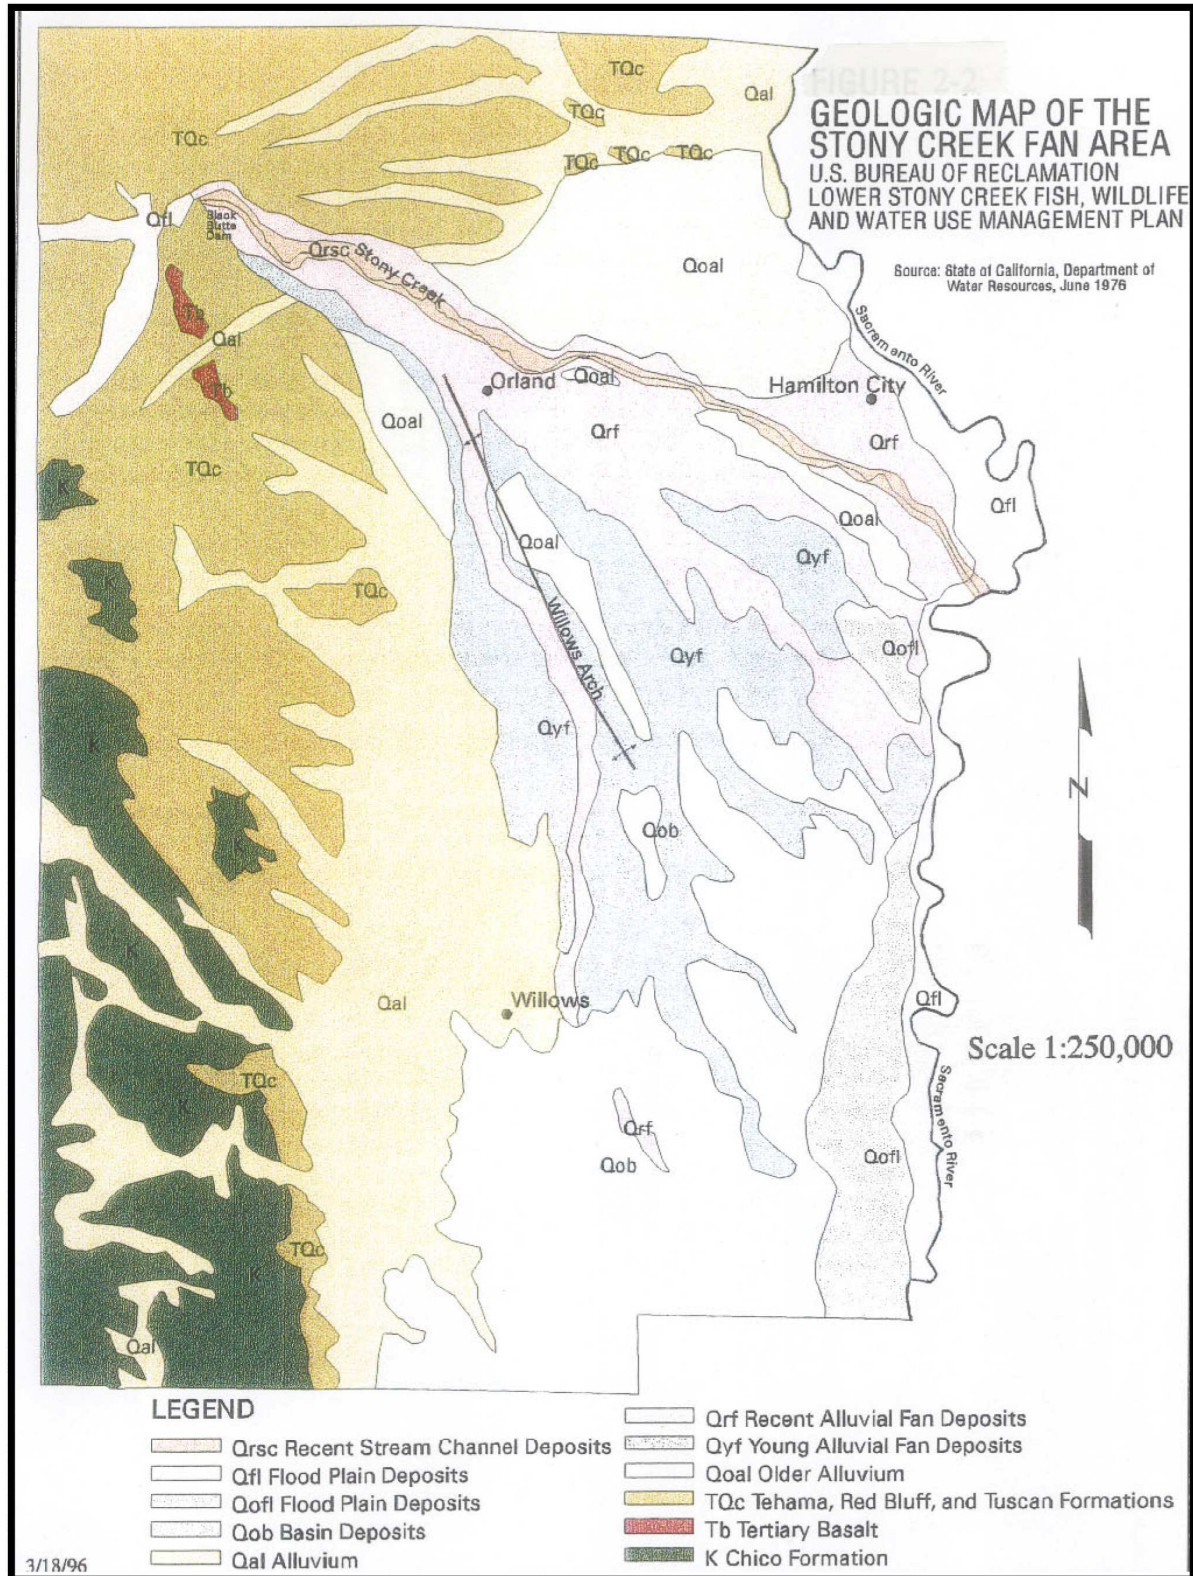 FIGURE 2-2
GEOLOGIC MAP OF THE
STONY CREEK FAN AREA
U.S. BUREAU OF RECLAMATION
LOWER STONY CREEK FISH, WILDLIFE
AND WATER USE MANAGEMENT PLAN
Source: State of California, Department of
Water Resources, June 1976
TQc
Qal
TQc
TQc
TQc
TQc
TQc
Qfl
Black
Butte
Dam
Qrsc
Stony Creek
Qoal
Tb
Qal
Tb
Sacramento River
Orland
Qoal
Hamilton City
Qoal
Qrf
Qrf
TQc
K
Qfl
Qoal
Qoal
Qyf
K
TQc
Willows Arch
Qyf
Qofl
Qyf
K
N
Qob
K
K
Qal
Willows
Qfl
Scale 1:250,000
Sacramento River
TQc
K
Qrf
Qob
Qofl
TQc
K
Qal
LEGEND
Qrsc Recent Stream Channel Deposits
Qfl Flood Plain Deposits
Qofl Flood Plain Deposits
Qob Basin Deposits
Qal Alluvium
Qrf Recent Alluvial Fan Deposits
Qyf Young Alluvial Fan Deposits
Qoal Older Alluvium
TQc Tehama, Red Bluff, and Tuscan Formations
Tb Tertiary Basalt
K Chico Formation
3/18/96